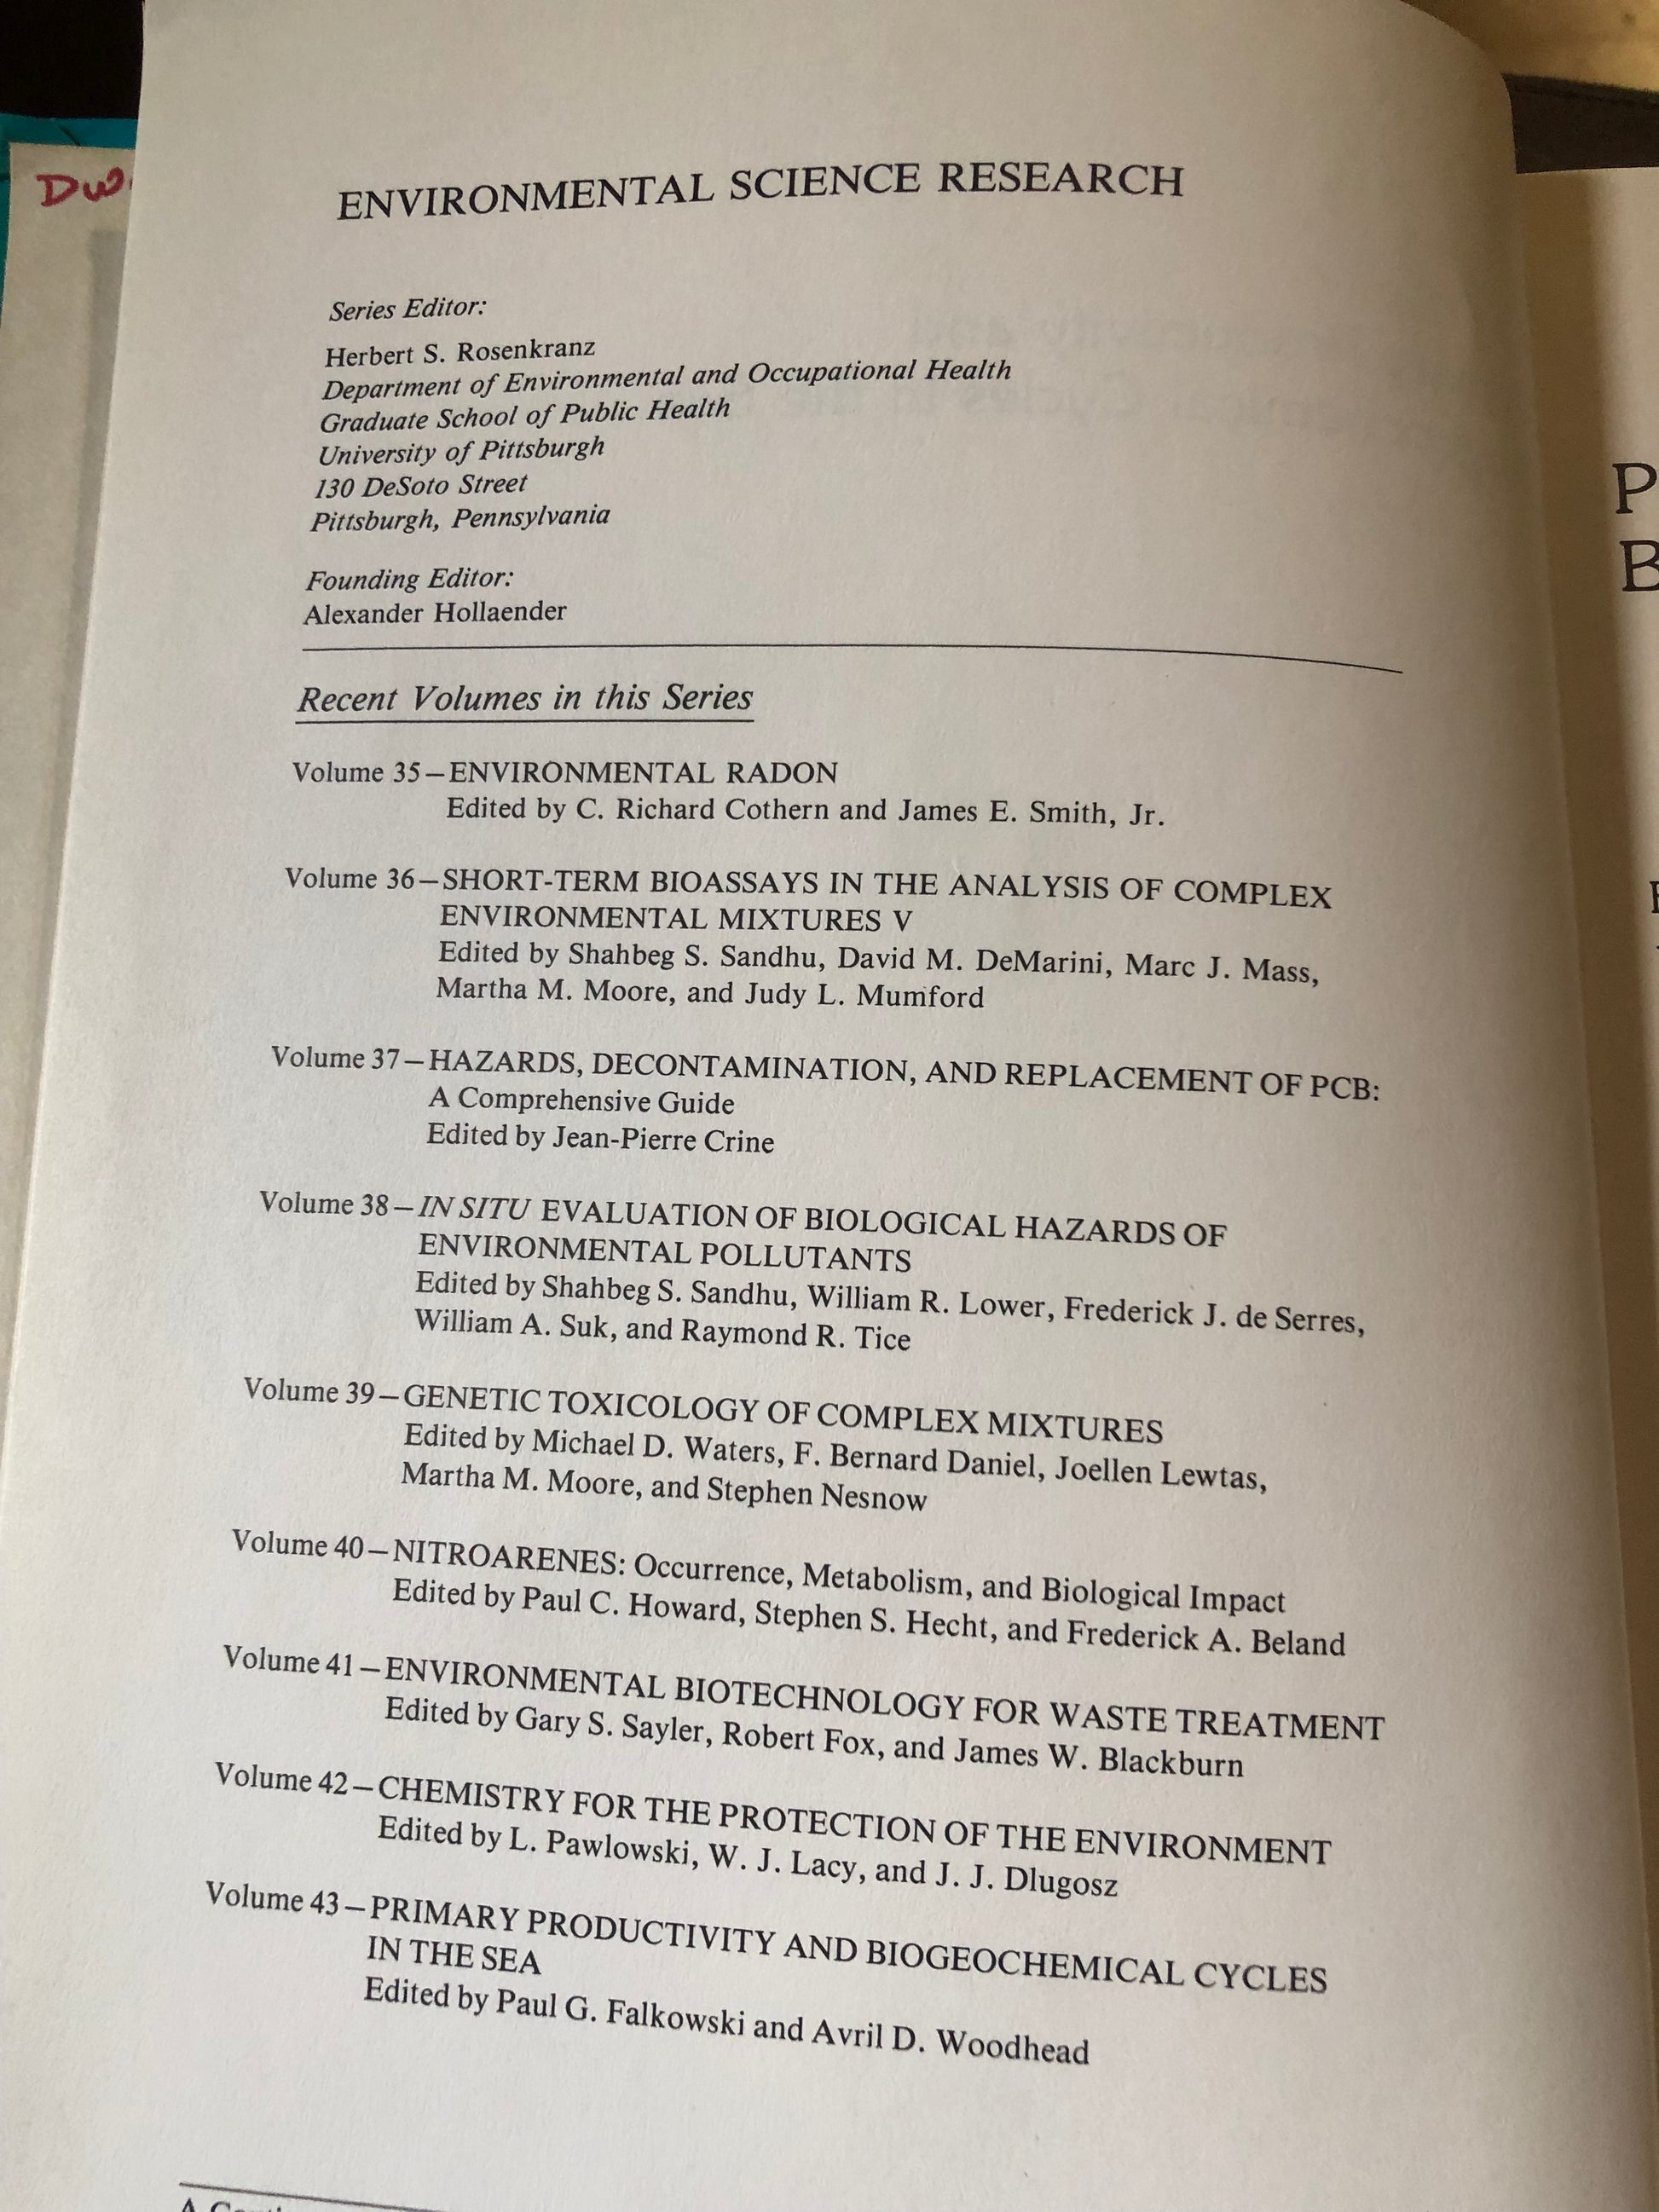 ENVIRONMENTAL SCIENCE RESEARCH
Series Editor:
Herbert S. Rosenkranz
Department of Environmental and Occupational Health
Graduate School of Public Health
University of Pittsburgh
130 DeSoto Street
Pittsburgh, Pennsylvania
Founding Editor:
Alexander Hollaender
Recent Volumes in this Series
Volume 35—ENVIRONMENTAL RADON
Edited by C. Richard Cothern and James E. Smith, Jr.
Volume 36—SHORT-TERM BIOASSAYS IN THE ANALYSIS OF COMPLEX
ENVIRONMENTAL MIXTURES V
Edited by Shahbeg S. Sandhu, David M. DeMarini, Marc J. Mass,
Martha M. Moore, and Judy L. Mumford
Volume 37—HAZARDS, DECONTAMINATION, AND REPLACEMENT OF PCB:
A Comprehensive Guide
Edited by Jean-Pierre Crine
Volume 38—IN SITU EVALUATION OF BIOLOGICAL HAZARDS OF
ENVIRONMENTAL POLLUTANTS
Edited by Shahbeg S. Sandhu, William R. Lower, Frederick J. de Serres,
William A. Suk, and Raymond R. Tice
Volume 39—GENETIC TOXICOLOGY OF COMPLEX MIXTURES
Edited by Michael D. Waters, F. Bernard Daniel, Joellen Lewtas,
Martha M. Moore, and Stephen Nesnow
Volume 40—NITROARENES: Occurrence, Metabolism, and Biological Impact
Edited by Paul C. Howard, Stephen S. Hecht, and Frederick A. Beland
Volume 41—ENVIRONMENTAL BIOTECHNOLOGY FOR WASTE TREATMENT
Edited by Gary S. Sayler, Robert Fox, and James W. Blackburn
Volume 42—CHEMISTRY FOR THE PROTECTION OF THE ENVIRONMENT
Edited by L. Pawlowski, W. J. Lacy, and J. J. Dlugosz
Volume 43—PRIMARY PRODUCTIVITY AND BIOGEOCHEMICAL CYCLES
IN THE SEA
Edited by Paul G. Falkowski and Avril D. Woodhead